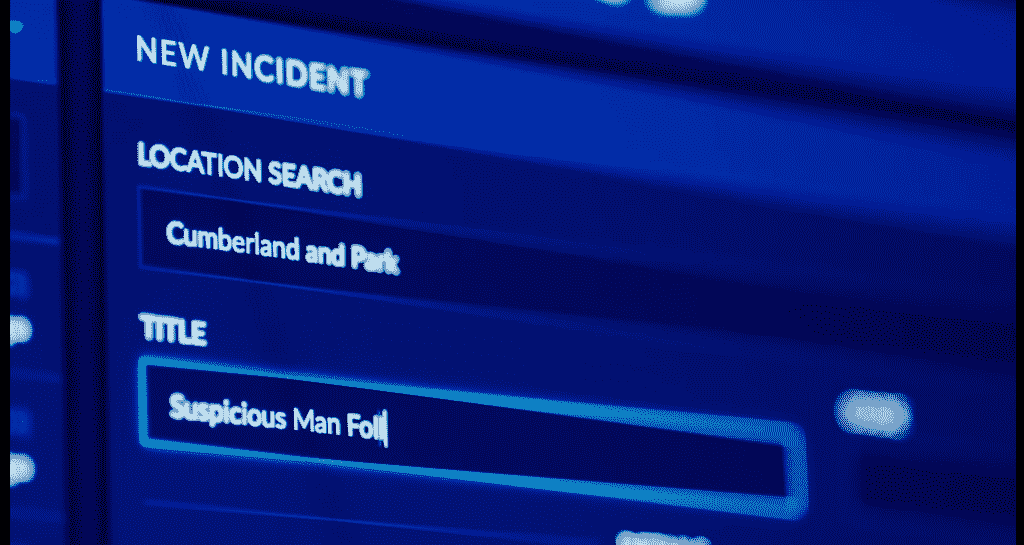 NEW INCIDENT
LOCATION SEARCH
Cumberland and Park
TITLE
Suspicious Man Foll